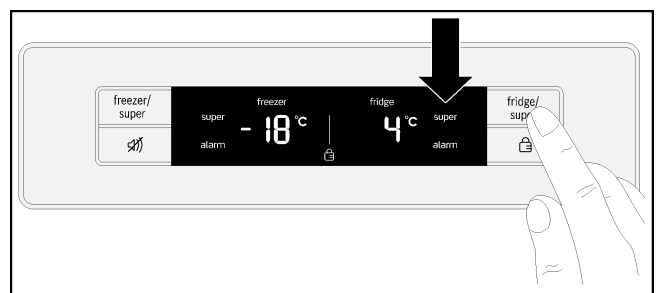 freezer/
super
freezer
super
-18 °C
alarm
fridge
4 °C
super
alarm
fridge/
super